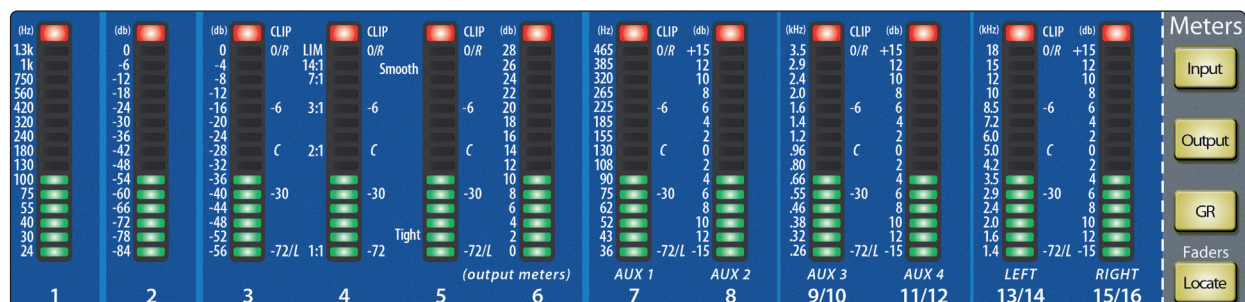 (Hz) (db) (db) CLIP CLIP CLIP (db) (Hz) CLIP (db) (kHz) CLIP (db) (kHz) CLIP (db) Meters
1.3k 0 0 0/R LIM 0/R 0/R 28 465 0/R +15 3.5 0/R +15 18 0/R +15
1k -6 -4 14:1 Smooth 26 385 12 2.9 12 15 12 Input
750 -12 -8 7:1 24 320 10 2.4 10 12 10
560 -18 -12 22 265 8 2.0 8 10 8
420 -24 -16 -6 3:1 -6 -6 20 225 -6 6 1.6 -6 6 8.5 -6 6
320 -30 -20 18 185 4 1.4 4 7.2 4
240 -36 -24 16 155 2 1.2 2 6.0 2 Output
180 -42 -28 C 2:1 C C 14 130 C 0 .96 C 0 5.0 C 0
130 -48 -32 12 108 2 .80 2 4.2 2
100 -54 -36 10 90 4 .66 4 3.5 4
75 -60 -40 -30 -30 -30 8 75 -30 6 .55 -30 6 2.9 -30 6
55 -66 -44 6 62 8 .46 8 2.4 8 GR
40 -72 -48 4 52 10 .38 10 2.0 10
30 -78 -52 Tight 2 43 12 .32 12 1.6 12
24 -84 -56 -72/L 1:1 -72 -72/L 0 36 -72/L -15 .26 -72/L -15 1.4 -72/L -15 Faders
(output meters) AUX 1 AUX 2 AUX 3 AUX 4 LEFT RIGHT Locate
1 2 3 4 5 6 7 8 9/10 11/12 13/14 15/16